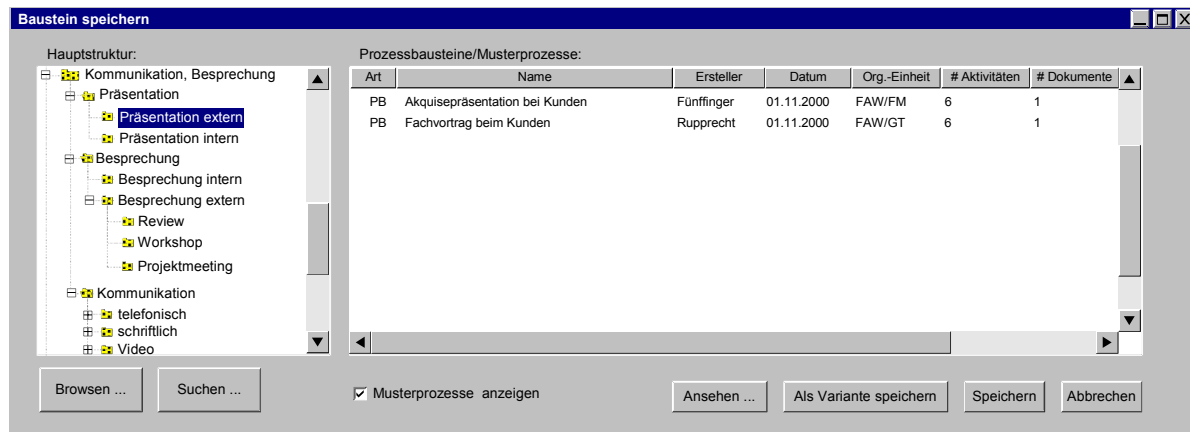 Baustein speichern
Hauptstruktur:
Kommunikation, Besprechung
Präsentation
Präsentation extern
Präsentation intern
Besprechung
Besprechung intern
Besprechung extern
Review
Workshop
Projektmeeting
Kommunikation
telefonisch
schriftlich
Video
Browsen ... Suchen ...
Prozessbausteine/Musterprozesse:
Art Name Ersteller Datum Org.-Einheit # Aktivitäten # Dokumente
PB Akquisepräsentation bei Kunden Fünffinger 01.11.2000 FAW/FM 6 1
PB Fachvortrag beim Kunden Rupprecht 01.11.2000 FAW/GT 6 1
Musterprozesse anzeigen Ansehen ... Als Variante speichern Speichern Abbrechen